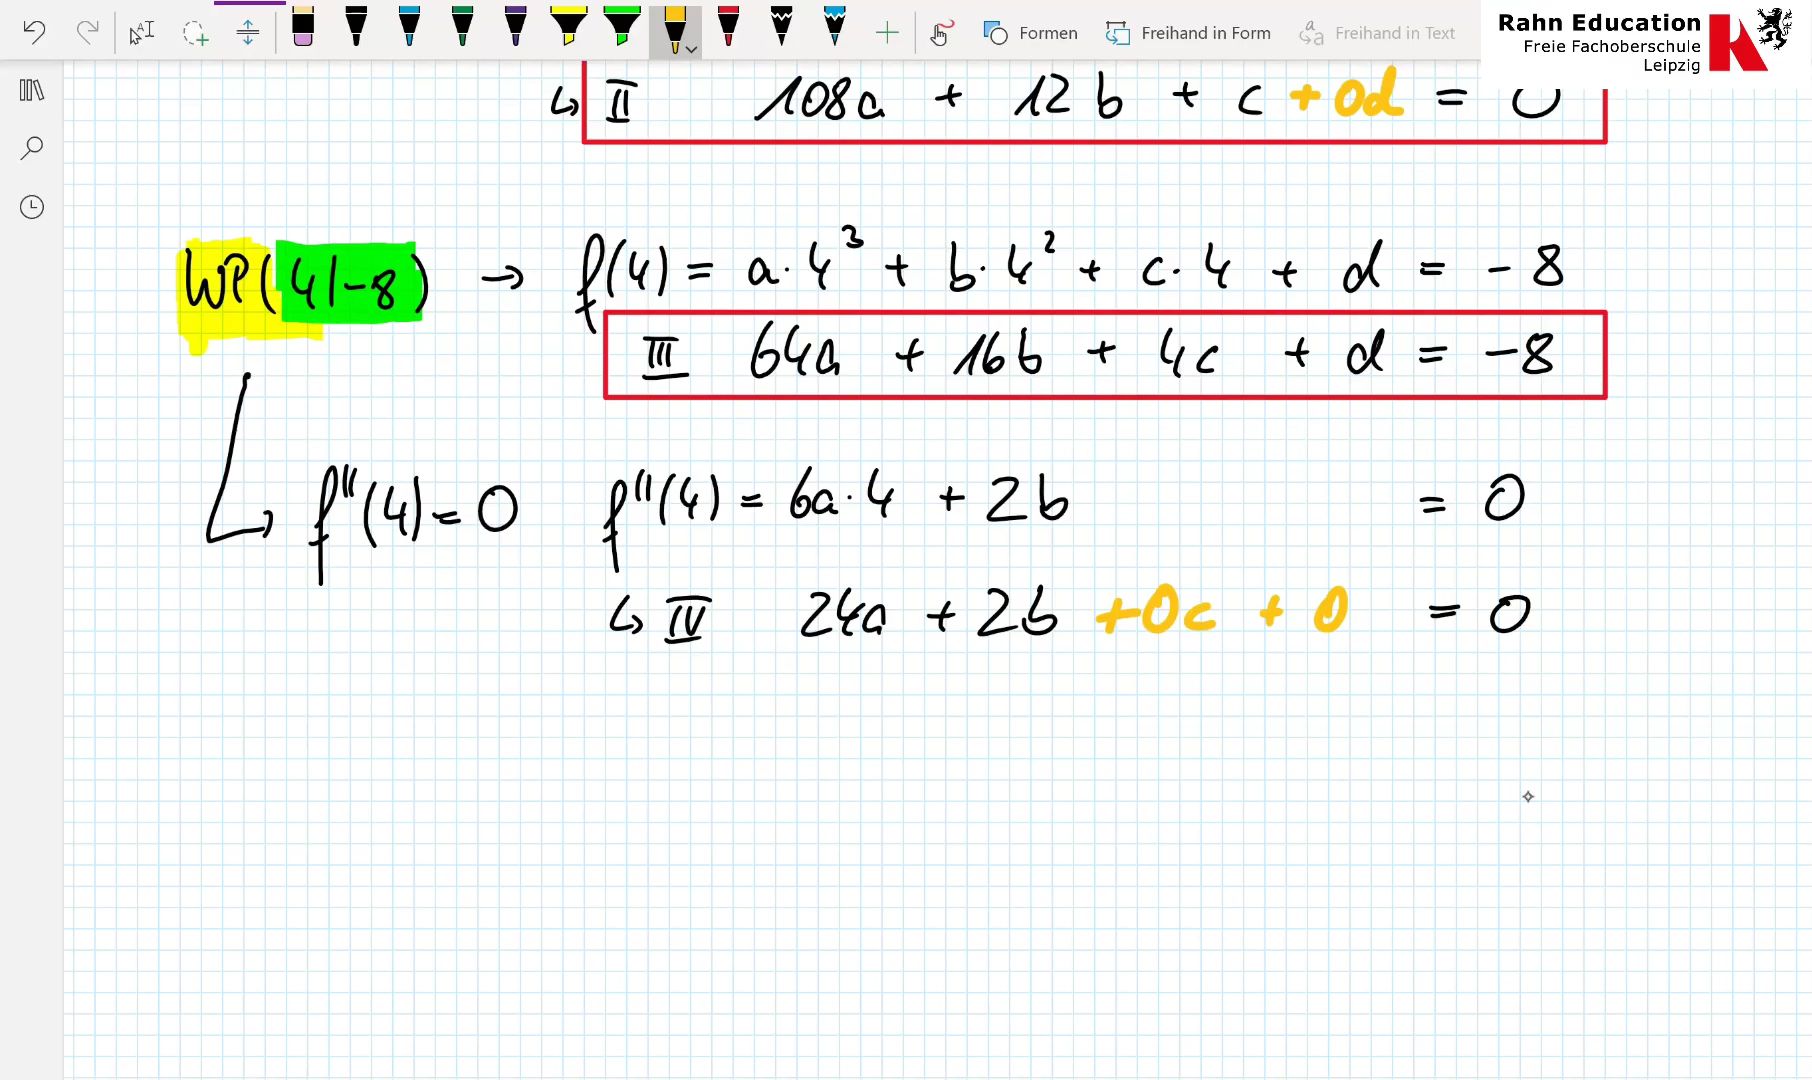 Formen Freihand in Form Freihand in Text
Rahn Education
Freie Fachoberschule
Leipzig
↳ II 108a + 12b + c + 0d = 0
WP(4|-8) → f(4) = a·4³ + b·4² + c·4 + d = -8
III 64a + 16b + 4c + d = -8
f''(4) = 0 f''(4) = 6a·4 + 2b = 0
↳ IV 24a + 2b + 0c + 0 = 0